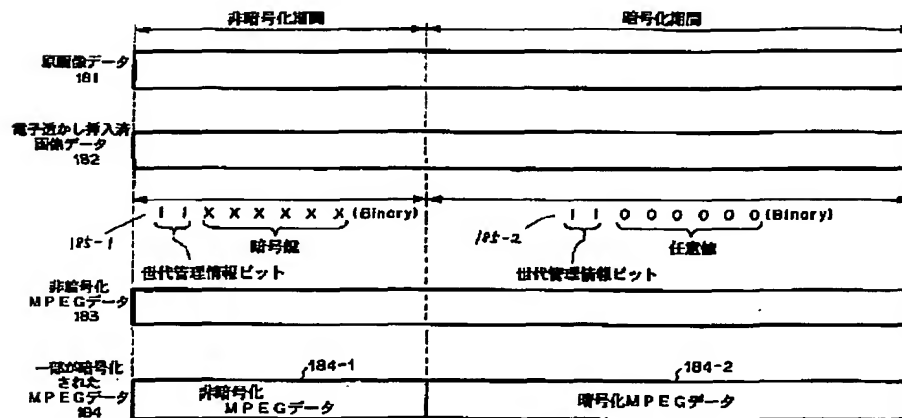 非暗号化期間
暗号化期間
原画像データ
181
電子透かし挿入済
画像データ
182
1 1 X X X X X X (Binary)
185-1
世代管理情報ビット
暗号鍵
1 1 0 0 0 0 0 0 (Binary)
185-2
世代管理情報ビット
任意値
非暗号化
MPEGデータ
183
一部が暗号化
された
MPEGデータ
184
184-1
非暗号化
MPEGデータ
184-2
暗号化MPEGデータ